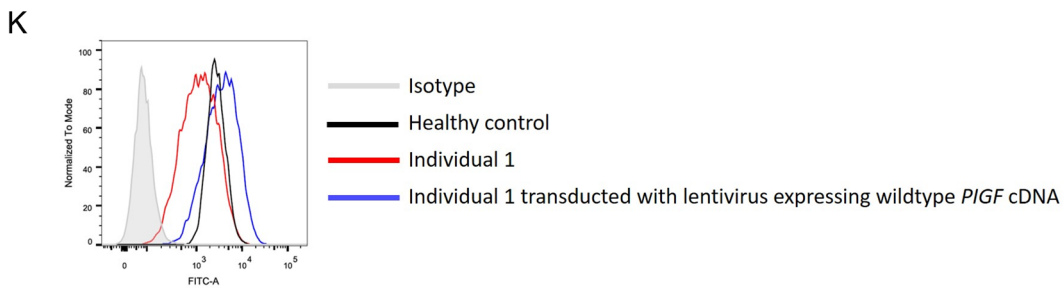 K
100
80
60
40
20
0
Normalized To Mode
0 10³ 10⁴ 10⁵
FITC-A
Isotype
Healthy control
Individual 1
Individual 1 transducted with lentivirus expressing wildtype PIGF cDNA